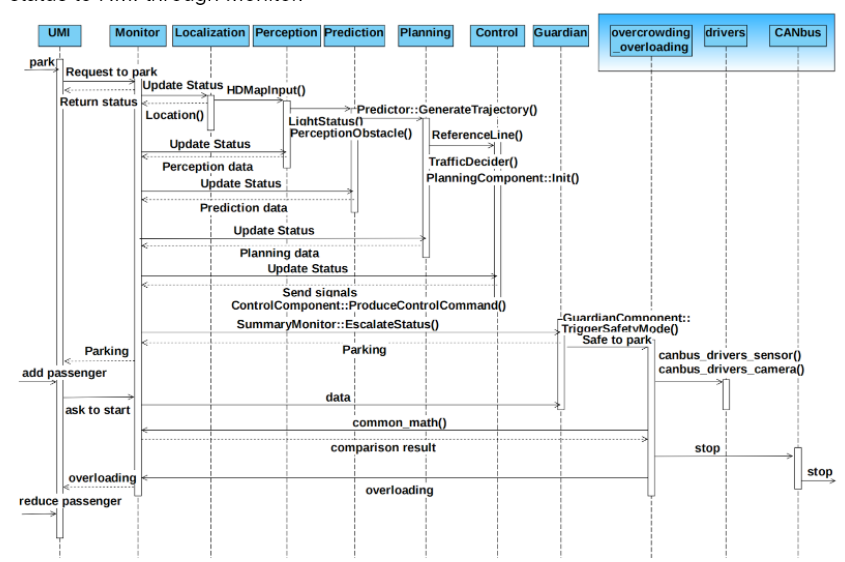 status to HMI through Monitor.
UMI
Monitor
Localization
Perception
Prediction
Planning
Control
Guardian
overcrowding
_overloading
drivers
CANbus
park
Request to park
Update Status
HDMapInput()
Return status
Location()
Predictor::GenerateTrajectory()
LightStatus()
PerceptionObstacle()
ReferenceLine()
Update Status
Perception data
TrafficDecider()
PlanningComponent::Init()
Update Status
Prediction data
Update Status
Planning data
Update Status
Send signals
ControlComponent::ProduceControlCommand()
GuardianComponent::
TriggerSafetyMode()
SummaryMonitor::EscalateStatus()
Safe to park
Parking
Parking
canbus_drivers_sensor()
canbus_drivers_camera()
add passenger
data
ask to start
common_math()
comparison result
stop
overloading
stop
overloading
reduce passenger